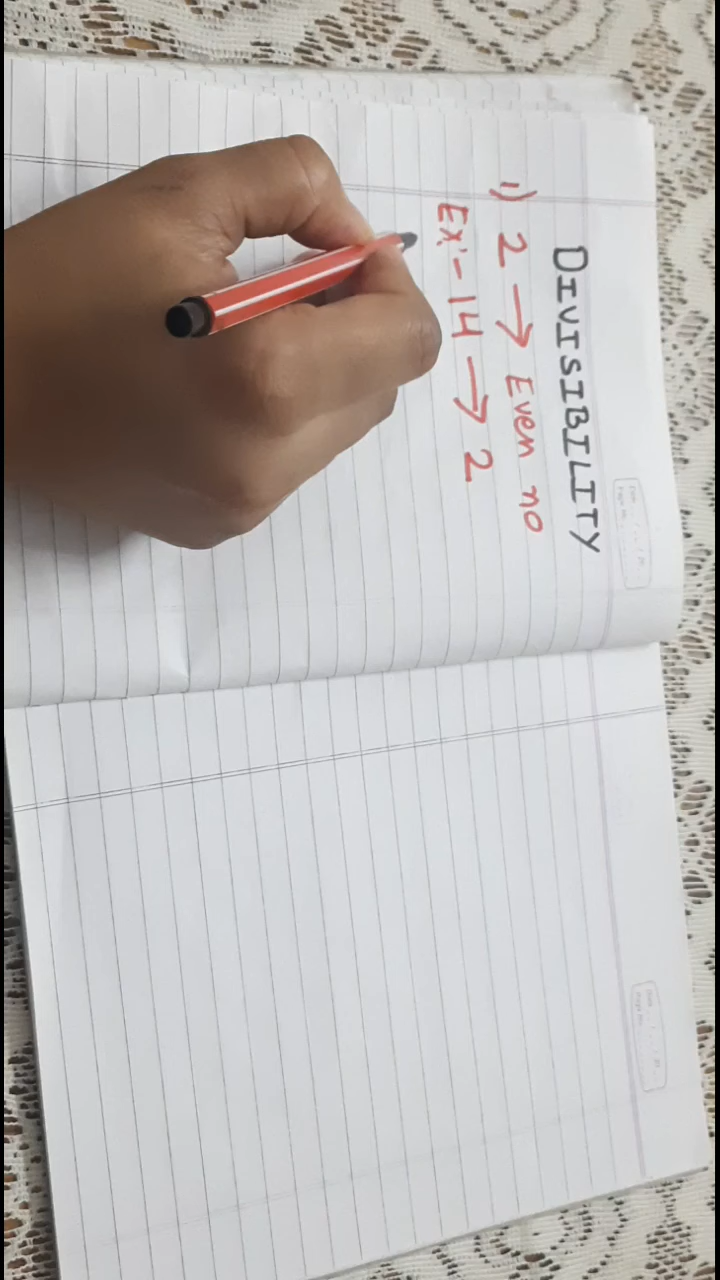 DIVISIBILITY
1) 2 → Even no
Ex:- 14 → 2